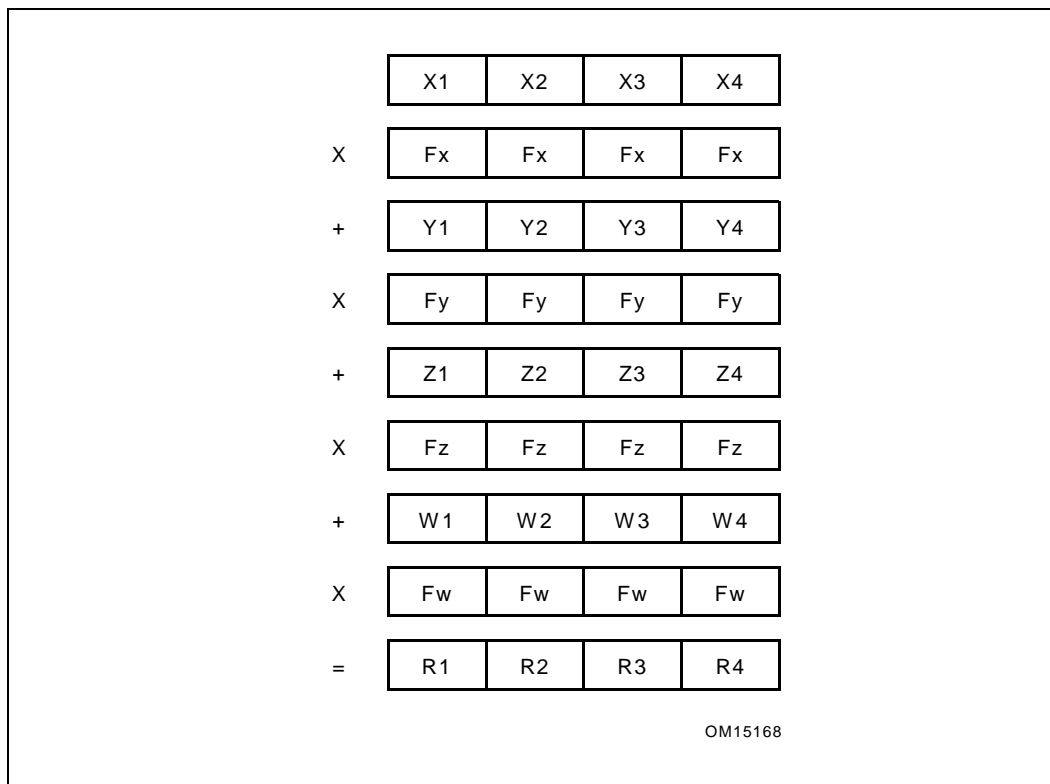 X1 X2 X3 X4
X Fx Fx Fx Fx
+ Y1 Y2 Y3 Y4
X Fy Fy Fy Fy
+ Z1 Z2 Z3 Z4
X Fz Fz Fz Fz
+ W1 W2 W3 W4
X Fw Fw Fw Fw
= R1 R2 R3 R4
OM15168